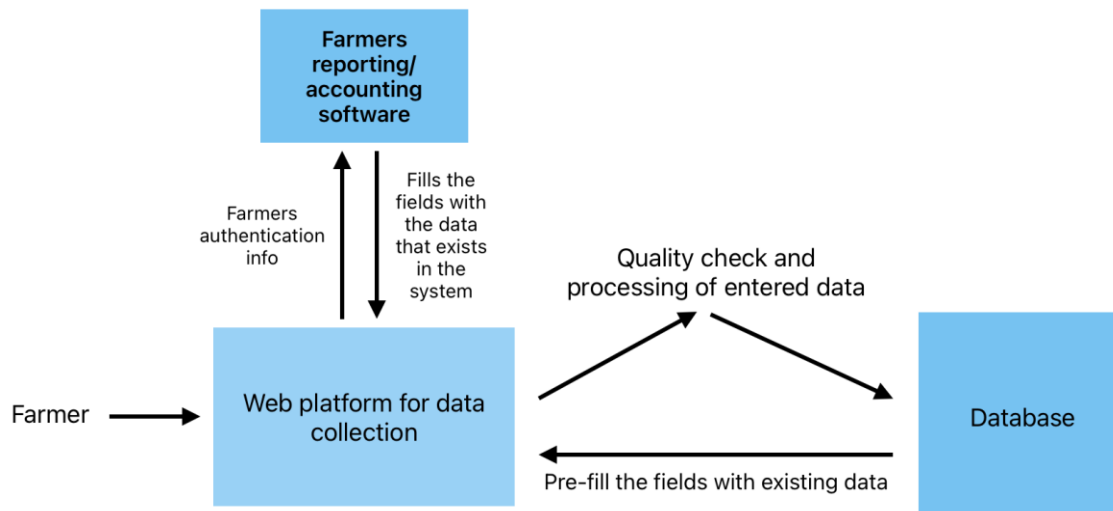 Farmers
reporting/
accounting
software
Farmers
authentication
info
Fills the
fields with
the data
that exists
in the
system
Quality check and
processing of entered data
Farmer
Web platform for data
collection
Database
Pre-fill the fields with existing data